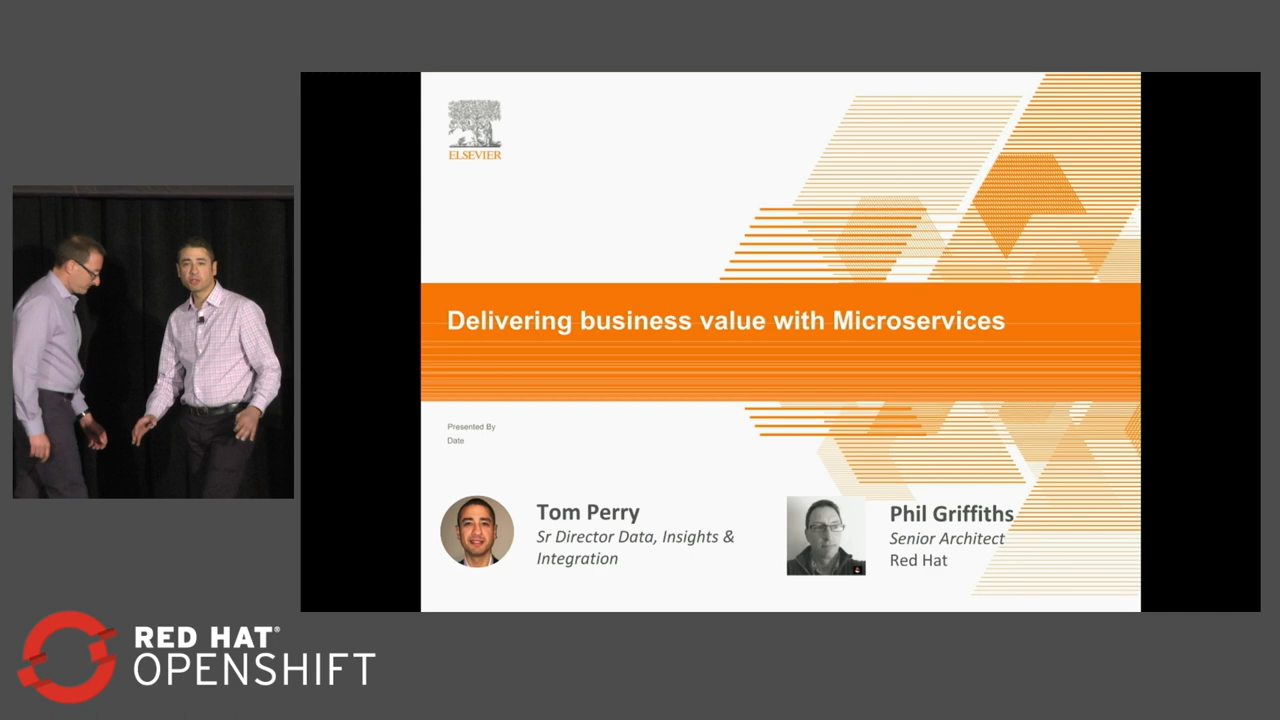 ELSEVIER
Delivering business value with Microservices
Presented By
Date
Tom Perry
Sr Director Data, Insights &
Integration
Phil Griffiths
Senior Architect
Red Hat
RED HAT®
OPENSHIFT